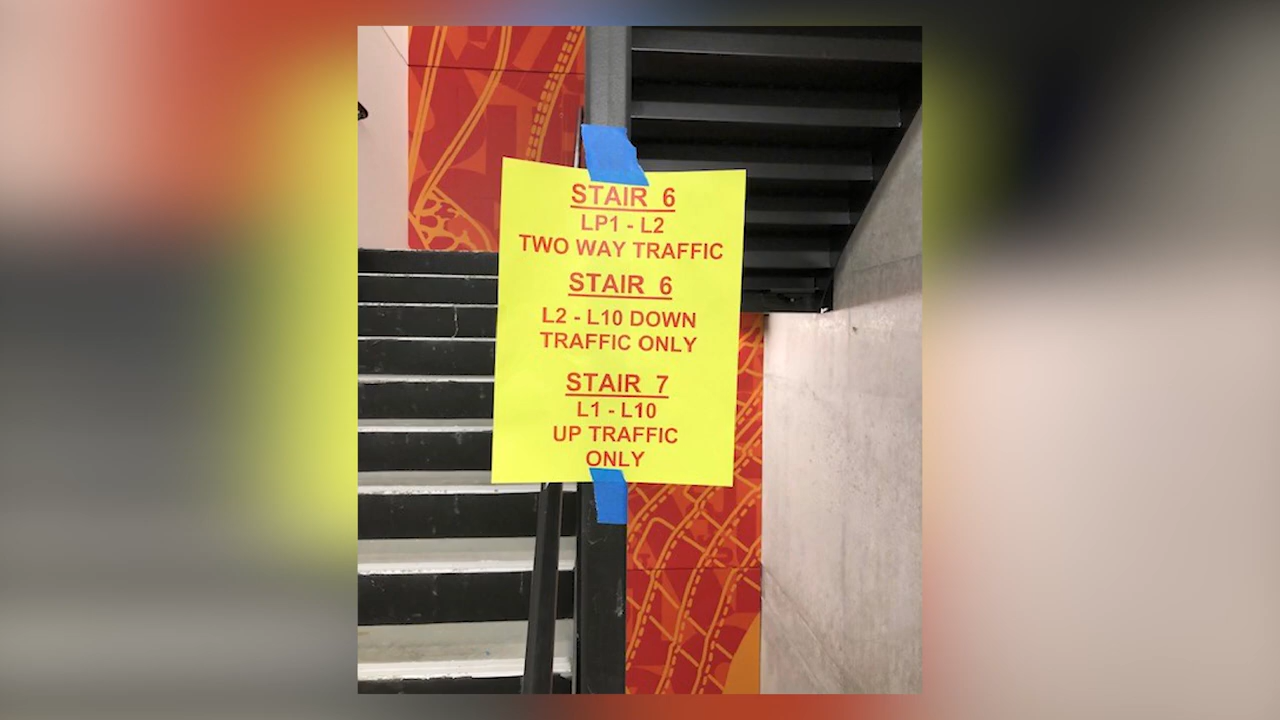 STAIR 6
LP1 - L2
TWO WAY TRAFFIC
STAIR 6
L2 - L10 DOWN
TRAFFIC ONLY
STAIR 7
L1 - L10
UP TRAFFIC
ONLY